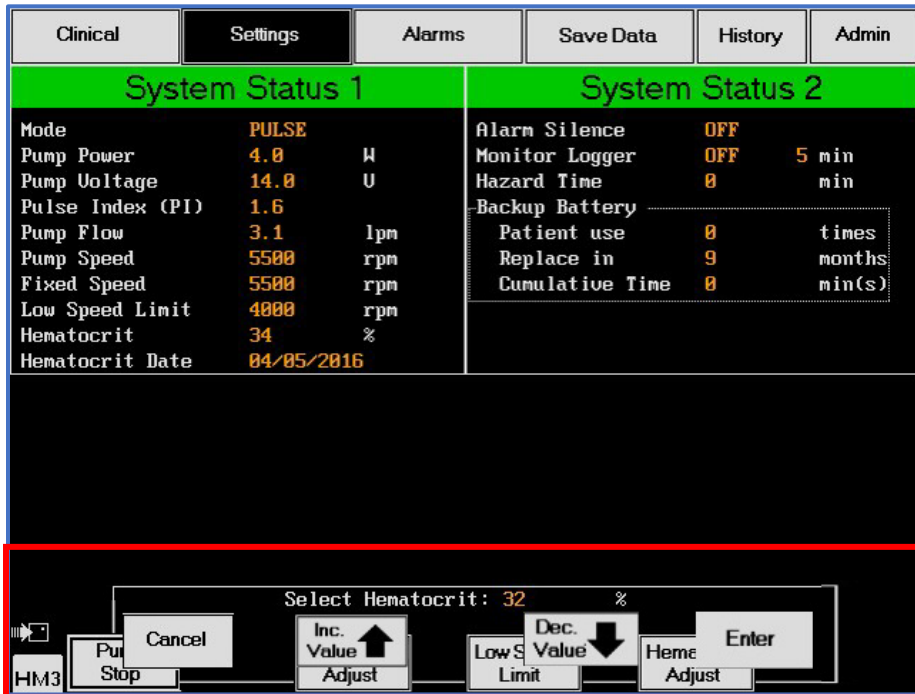 Clinical Settings Alarms Save Data History Admin
System Status 1
Mode PULSE
Pump Power 4.0 W
Pump Voltage 14.0 V
Pulse Index (PI) 1.6
Pump Flow 3.1 lpm
Pump Speed 5500 rpm
Fixed Speed 5500 rpm
Low Speed Limit 4000 rpm
Hematocrit 34 %
Hematocrit Date 04/05/2016
System Status 2
Alarm Silence OFF
Monitor Logger OFF 5 min
Hazard Time 0 min
Backup Battery
Patient use 0 times
Replace in 9 months
Cumulative Time 0 min(s)
Select Hematocrit: 32 %
Cancel
Inc.
Value
Dec.
Value
Enter
Stop
Adjust
Low
Limit
Adjust
HM3